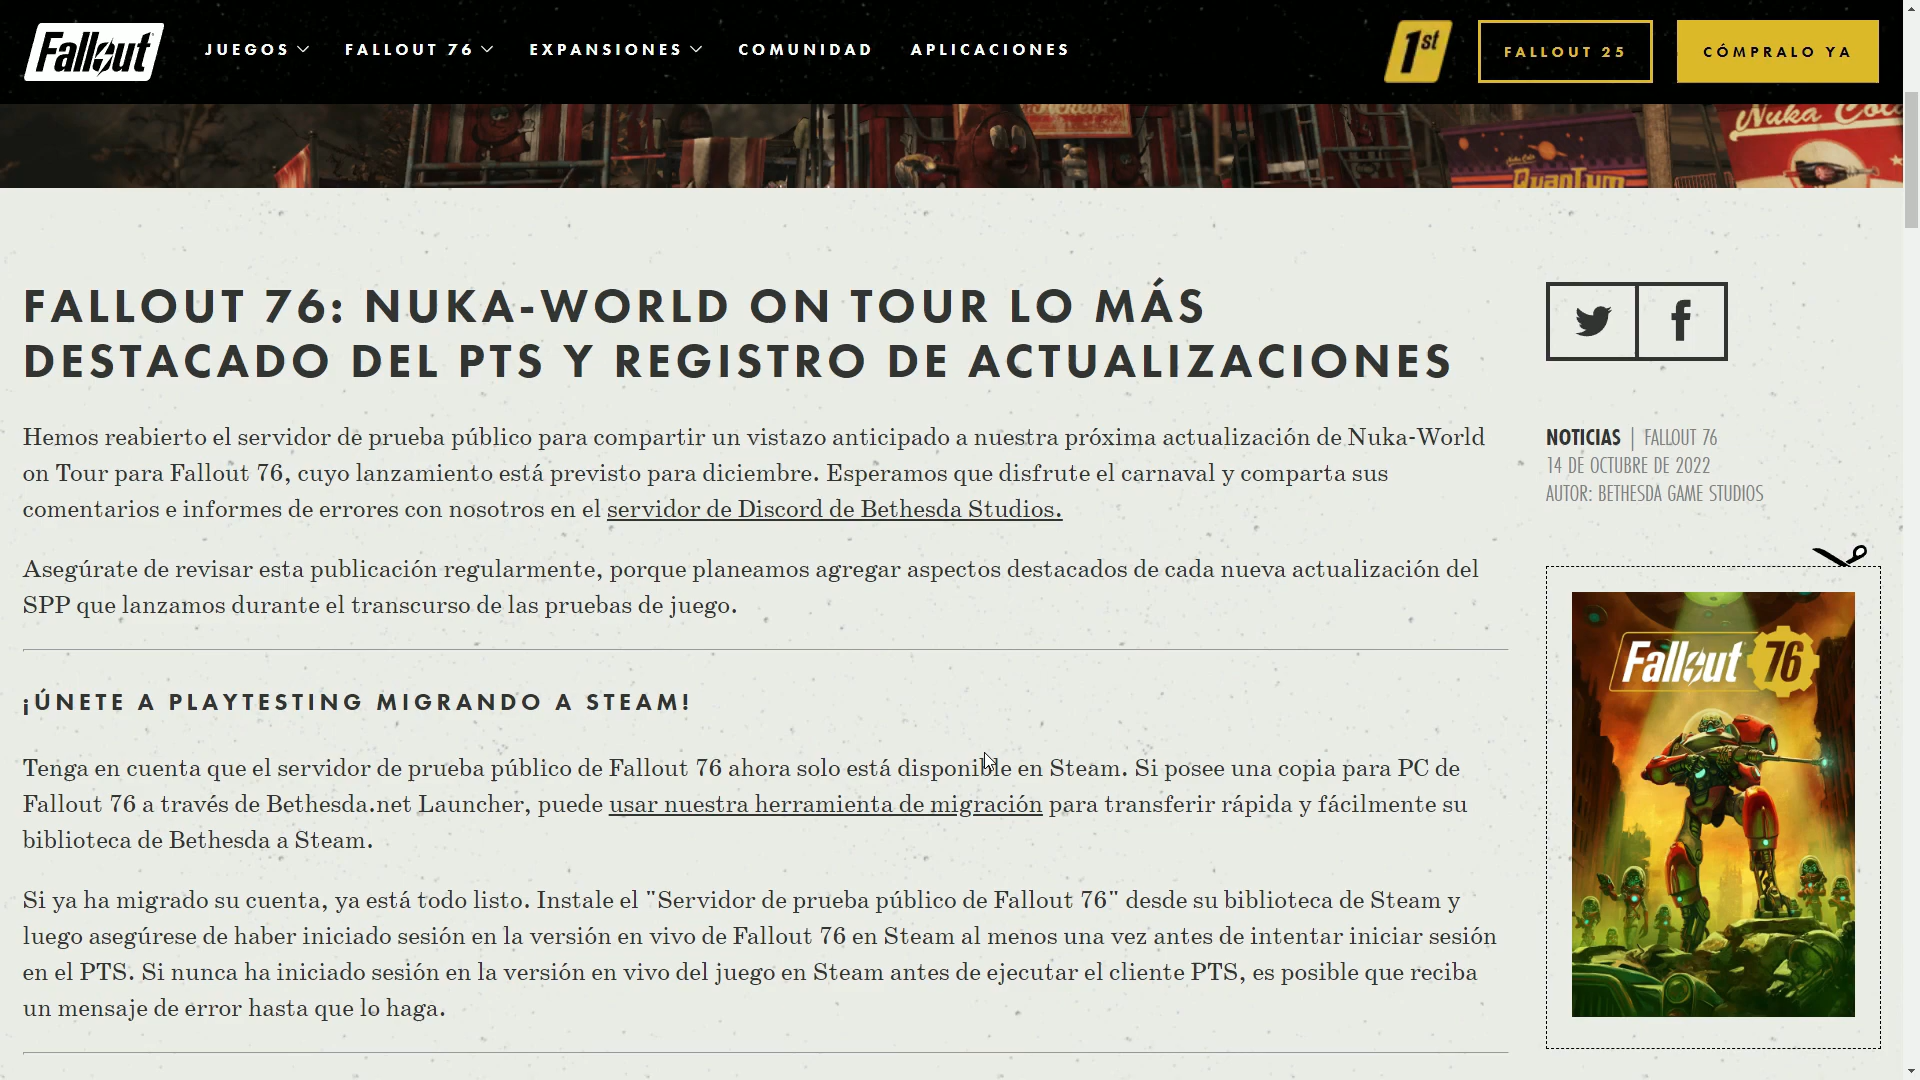 Fallout
JUEGOS
FALLOUT 76
EXPANSIONES
COMUNIDAD
APLICACIONES
1st
FALLOUT 25
CÓMPRALO YA
Tickets
Nuka Cola
Quantum
FALLOUT 76: NUKA-WORLD ON TOUR LO MÁS
DESTACADO DEL PTS Y REGISTRO DE ACTUALIZACIONES
Hemos reabierto el servidor de prueba público para compartir un vistazo anticipado a nuestra próxima actualización de Nuka-World
on Tour para Fallout 76, cuyo lanzamiento está previsto para diciembre. Esperamos que disfrute el carnaval y comparta sus
comentarios e informes de errores con nosotros en el servidor de Discord de Bethesda Studios.
Asegúrate de revisar esta publicación regularmente, porque planeamos agregar aspectos destacados de cada nueva actualización del
SPP que lanzamos durante el transcurso de las pruebas de juego.
¡ÚNETE A PLAYTESTING MIGRANDO A STEAM!
Tenga en cuenta que el servidor de prueba público de Fallout 76 ahora solo está disponible en Steam. Si posee una copia para PC de
Fallout 76 a través de Bethesda.net Launcher, puede usar nuestra herramienta de migración para transferir rápida y fácilmente su
biblioteca de Bethesda a Steam.
Si ya ha migrado su cuenta, ya está todo listo. Instale el "Servidor de prueba público de Fallout 76" desde su biblioteca de Steam y
luego asegúrese de haber iniciado sesión en la versión en vivo de Fallout 76 en Steam al menos una vez antes de intentar iniciar sesión
en el PTS. Si nunca ha iniciado sesión en la versión en vivo del juego en Steam antes de ejecutar el cliente PTS, es posible que reciba
un mensaje de error hasta que lo haga.
NOTICIAS | FALLOUT 76
14 DE OCTUBRE DE 2022
AUTOR: BETHESDA GAME STUDIOS
Fallout 76